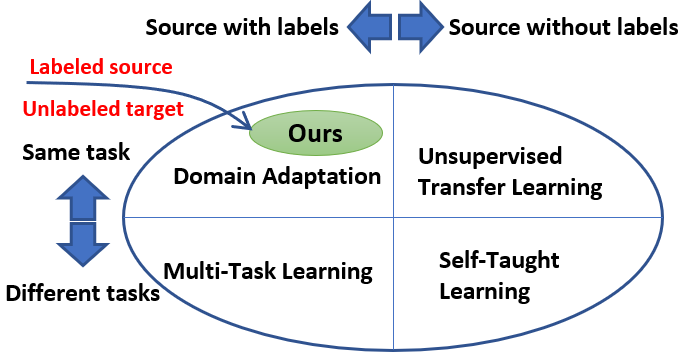 Source with labels
Source without labels
Labeled source
Unlabeled target
Same task
Ours
Domain Adaptation
Unsupervised
Transfer Learning
Different tasks
Multi-Task Learning
Self-Taught
Learning